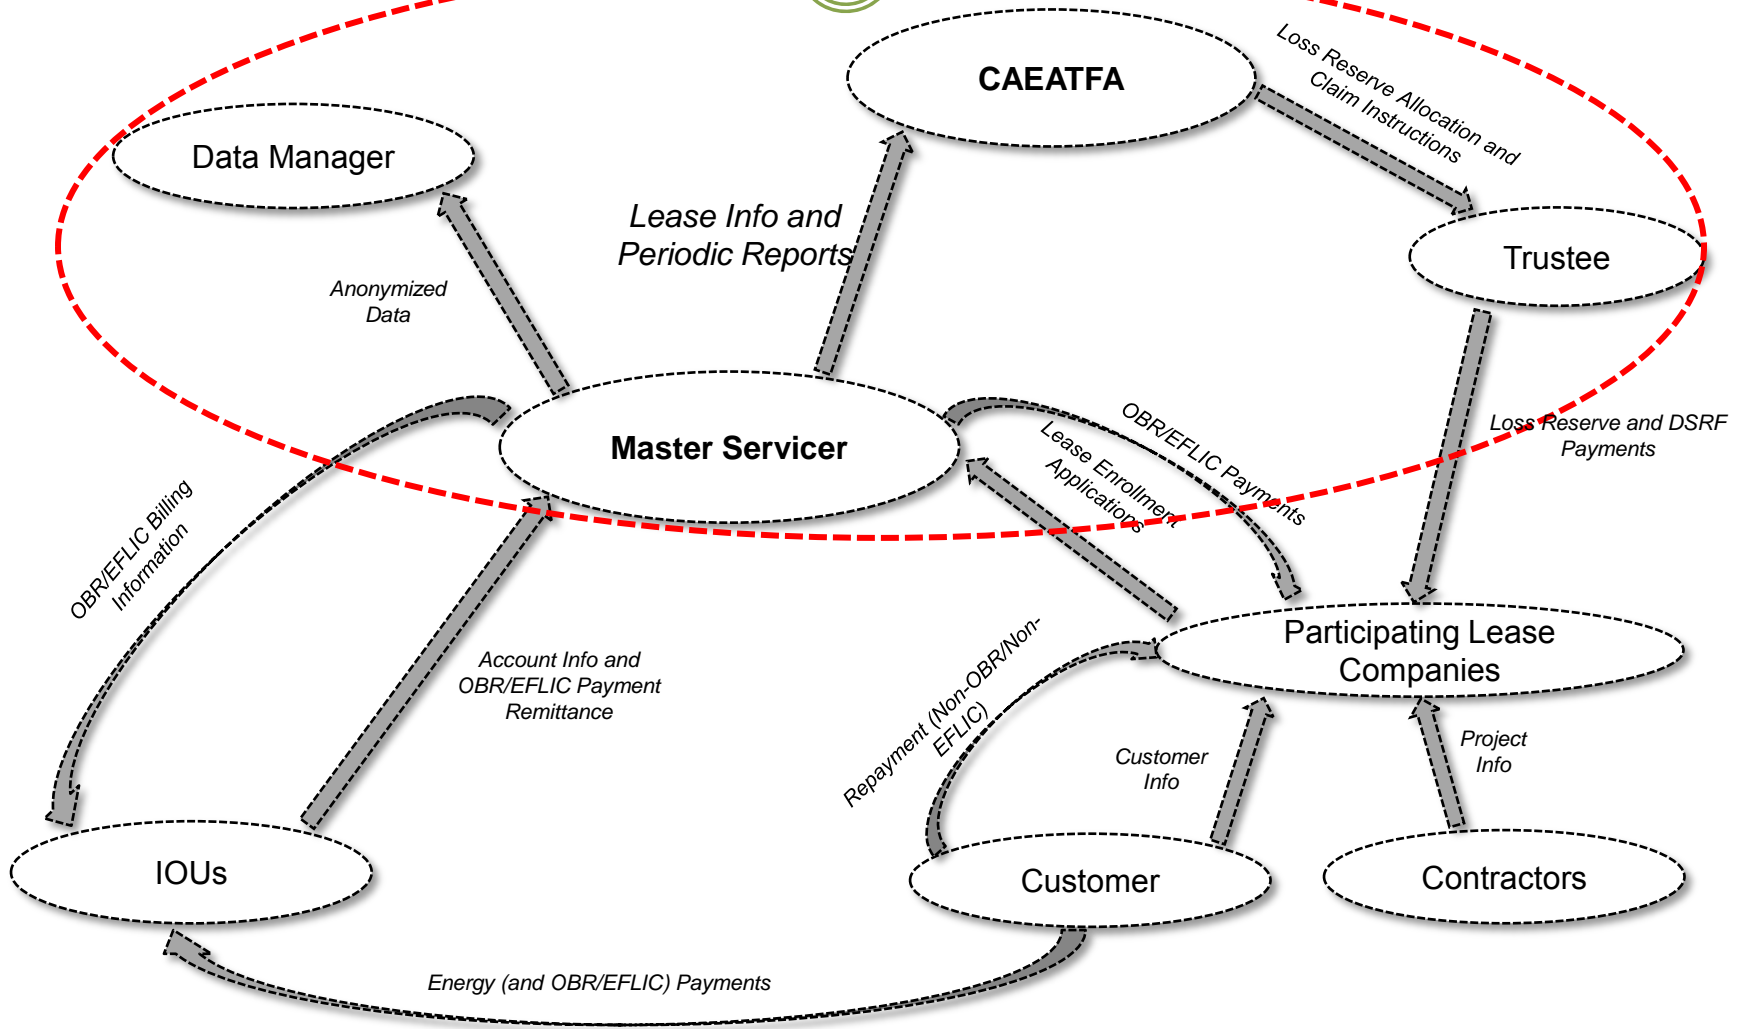 CAEATFA
Loss Reserve Allocation and
Claim Instructions
Data Manager
Lease Info and
Periodic Reports
Trustee
Anonymized
Data
Master Servicer
OBR/EFLIC Payments
Lease Enrollment
Applications
Loss Reserve and DSRF
Payments
OBR/EFLIC Billing
Information
Account Info and
OBR/EFLIC Payment
Remittance
Participating Lease
Companies
Repayment (Non-OBR/Non-
EFLIC)
Customer
Info
Project
Info
IOUs
Customer
Contractors
Energy (and OBR/EFLIC) Payments